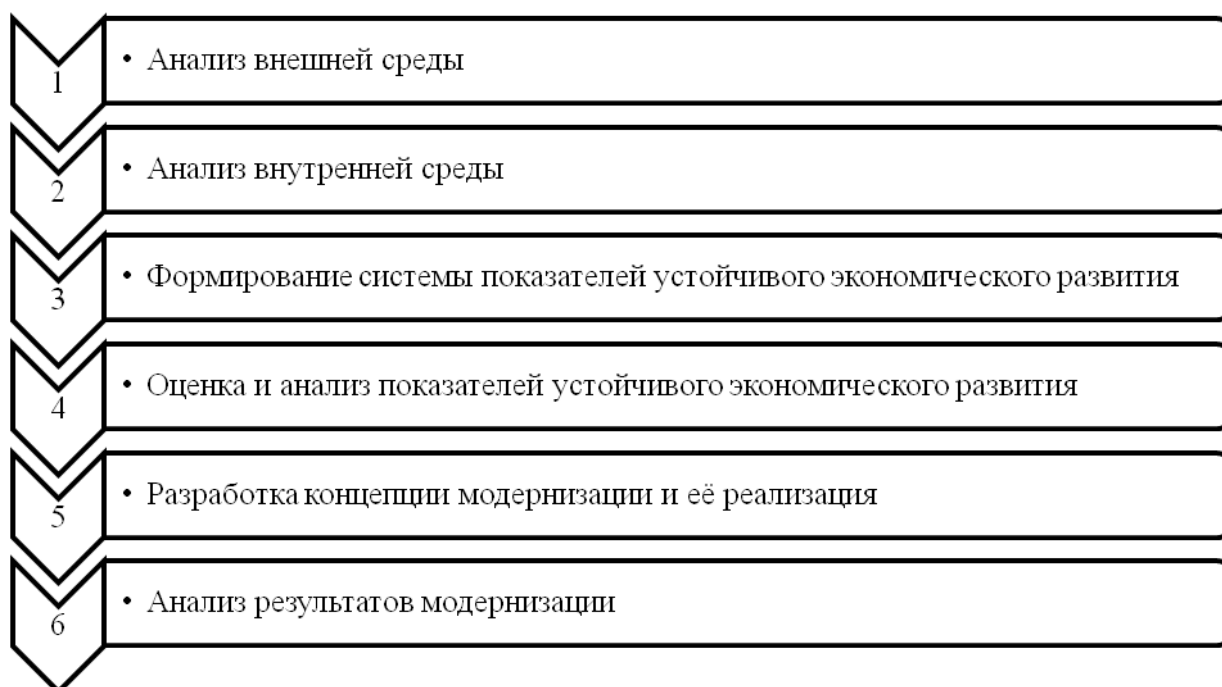 1
• Анализ внешней среды
2
• Анализ внутренней среды
3
• Формирование системы показателей устойчивого экономического развития
4
• Оценка и анализ показателей устойчивого экономического развития
5
• Разработка концепции модернизации и её реализация
6
• Анализ результатов модернизации